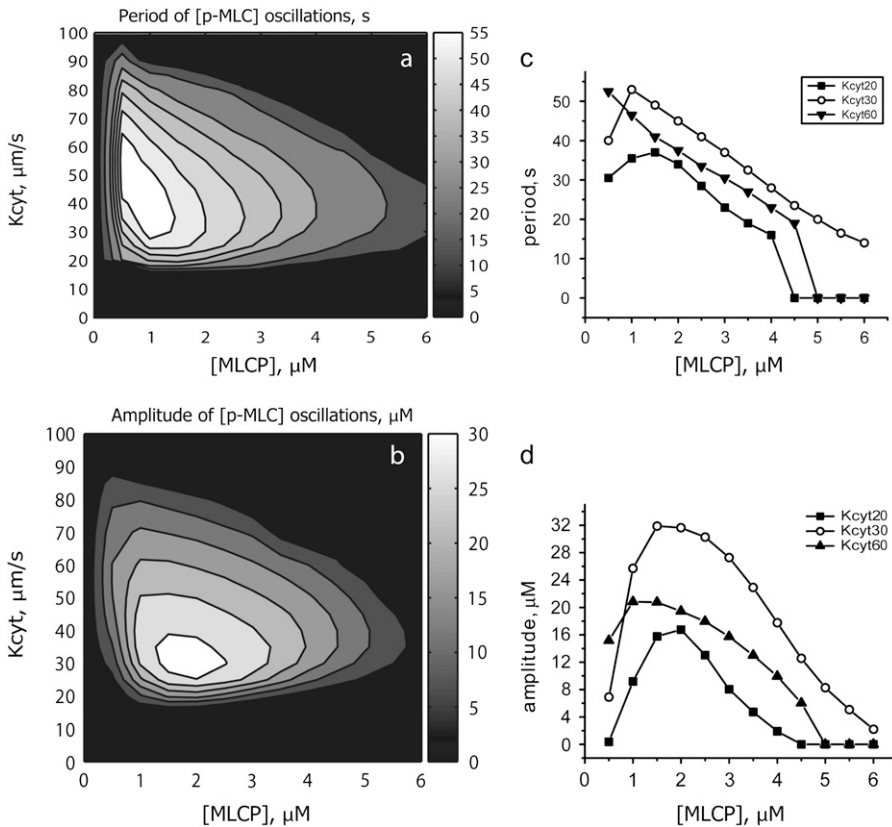 Period of [p-MLC] oscillations, s
a
Kcyt, μm/s
100
90
80
70
60
50
40
30
20
10
0
0 1 2 3 4 5 6
[MLCP], μM
55
50
45
40
35
30
25
20
15
10
5
0
c
Kcyt20
Kcyt30
Kcyt60
period, s
50
40
30
20
10
0
0 1 2 3 4 5 6
[MLCP], μM
Amplitude of [p-MLC] oscillations, μM
b
Kcyt, μm/s
100
90
80
70
60
50
40
30
20
10
0
0 1 2 3 4 5 6
[MLCP], μM
30
25
20
15
10
5
0
d
Kcyt20
Kcyt30
Kcyt60
amplitude, μM
32
28
24
20
16
12
8
4
0
0 1 2 3 4 5 6
[MLCP], μM